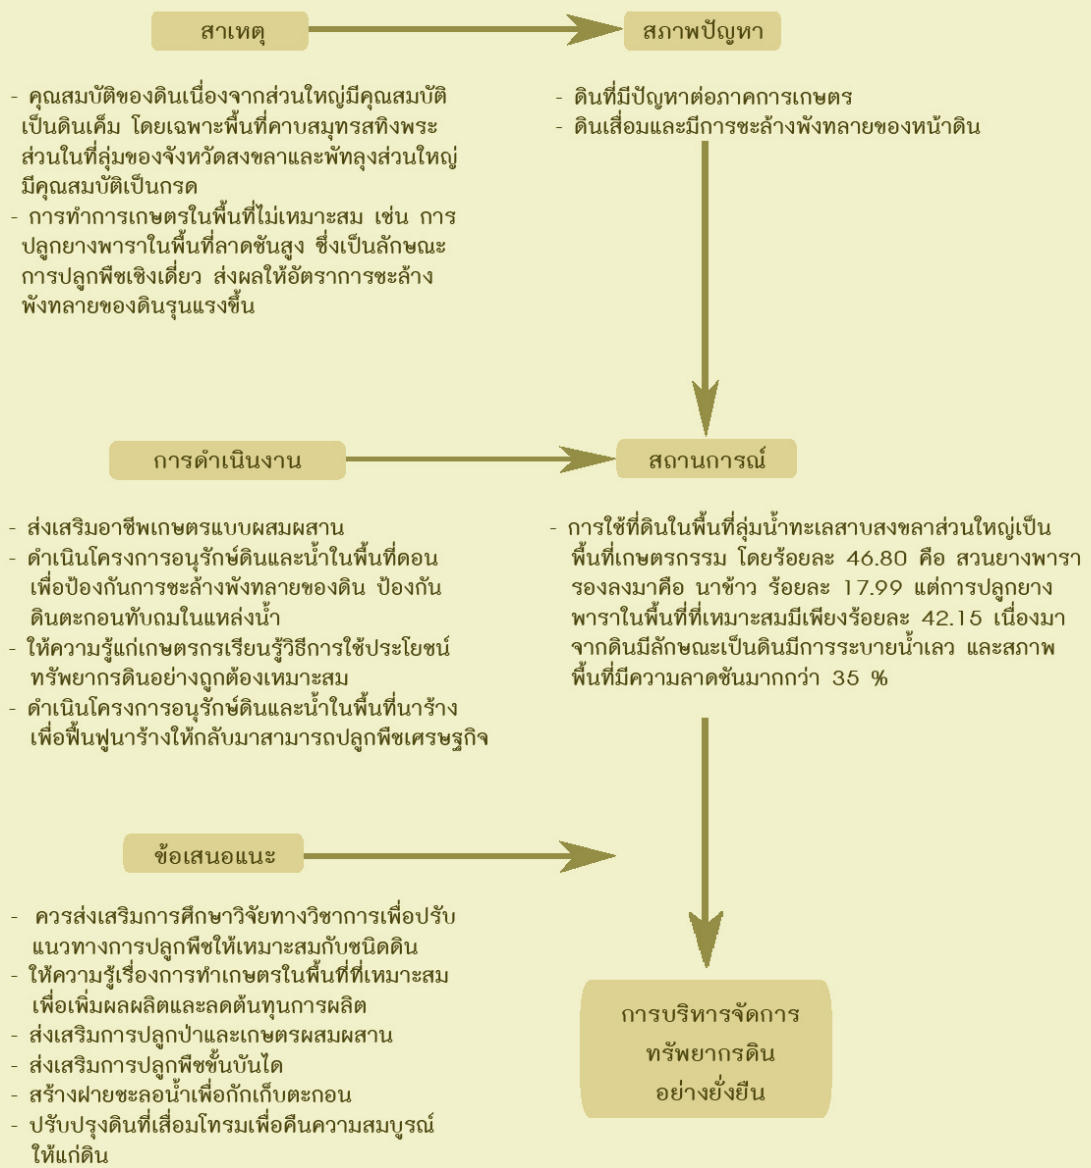 สาเหตุ
สภาพปัญหา
- คุณสมบัติของดินเนื่องจากส่วนใหญ่มีคุณสมบัติ
เป็นดินเค็ม โดยเฉพาะพื้นที่คาบสมุทรสทิงพระ
ส่วนในที่ลุ่มของจังหวัดสงขลาและพัทลุงส่วนใหญ่
มีคุณสมบัติเป็นกรด
- การทำการเกษตรในพื้นที่ไม่เหมาะสม เช่น การ
ปลูกยางพาราในพื้นที่ลาดชันสูง ซึ่งเป็นลักษณะ
การปลูกพืชเชิงเดี่ยว ส่งผลให้อัตราการชะล้าง
พังทลายของดินรุนแรงขึ้น
- ดินที่มีปัญหาต่อภาคการเกษตร
- ดินเสื่อมและมีการชะล้างพังทลายของหน้าดิน
การดำเนินงาน
สถานการณ์
- ส่งเสริมอาชีพเกษตรแบบผสมผสาน
- ดำเนินโครงการอนุรักษ์ดินและน้ำในพื้นที่ดอน
เพื่อป้องกันการชะล้างพังทลายของดิน ป้องกัน
ดินตะกอนทับถมในแหล่งน้ำ
- ให้ความรู้แก่เกษตรกรเรียนรู้วิธีการใช้ประโยชน์
ทรัพยากรดินอย่างถูกต้องเหมาะสม
- ดำเนินโครงการอนุรักษ์ดินและน้ำในพื้นที่นาร้าง
เพื่อฟื้นฟูนาร้างให้กลับมาสามารถปลูกพืชเศรษฐกิจ
- การใช้ที่ดินในพื้นที่ลุ่มน้ำทะเลสาบสงขลาส่วนใหญ่เป็น
พื้นที่เกษตรกรรม โดยร้อยละ 46.80 คือ สวนยางพารา
รองลงมาคือ นาข้าว ร้อยละ 17.99 แต่การปลูกยาง
พาราในพื้นที่ที่เหมาะสมมีเพียงร้อยละ 42.15 เนื่องมา
จากดินมีลักษณะเป็นดินมีการระบายน้ำเลว และสภาพ
พื้นที่มีความลาดชันมากกว่า 35 %
ข้อเสนอแนะ
- ควรส่งเสริมการศึกษาวิจัยทางวิชาการเพื่อปรับ
แนวทางการปลูกพืชให้เหมาะสมกับชนิดดิน
- ให้ความรู้เรื่องการทำเกษตรในพื้นที่ที่เหมาะสม
เพื่อเพิ่มผลผลิตและลดต้นทุนการผลิต
- ส่งเสริมการปลูกป่าและเกษตรผสมผสาน
- ส่งเสริมการปลูกพืชขั้นบันได
- สร้างฝายชะลอน้ำเพื่อกักเก็บตะกอน
- ปรับปรุงดินที่เสื่อมโทรมเพื่อคืนความสมบูรณ์
ให้แก่ดิน
การบริหารจัดการ
ทรัพยากรดิน
อย่างยั่งยืน